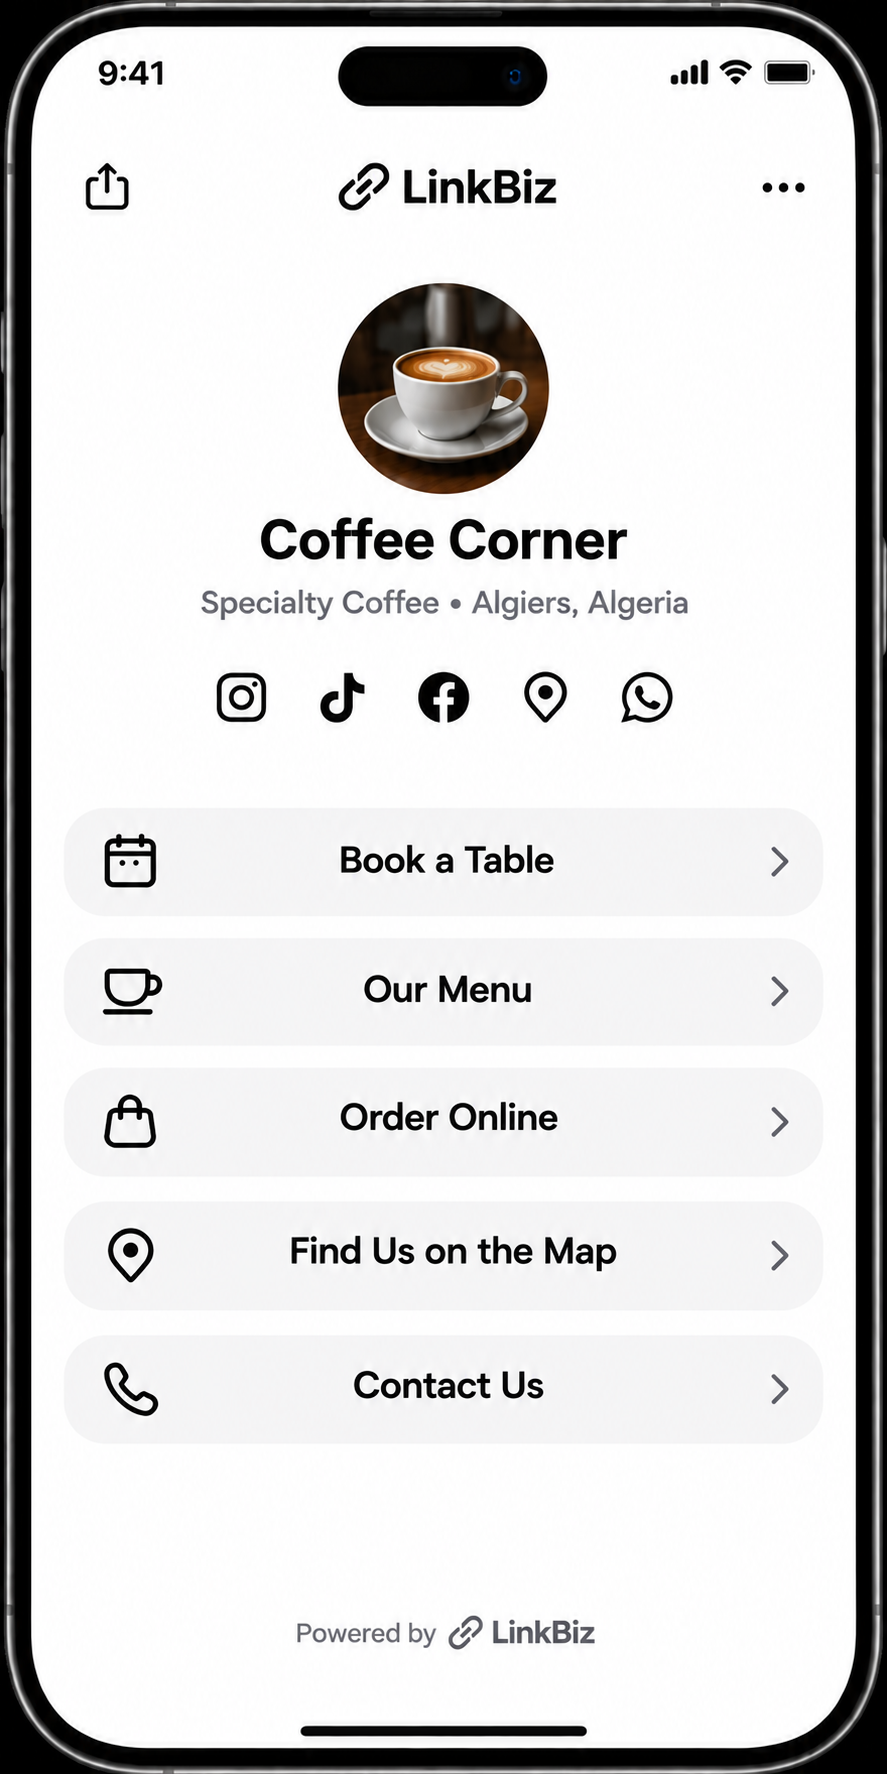 9:41
LinkBiz
Coffee Corner
Specialty Coffee • Algiers, Algeria
Book a Table
Our Menu
Order Online
Find Us on the Map
Contact Us
Powered by LinkBiz